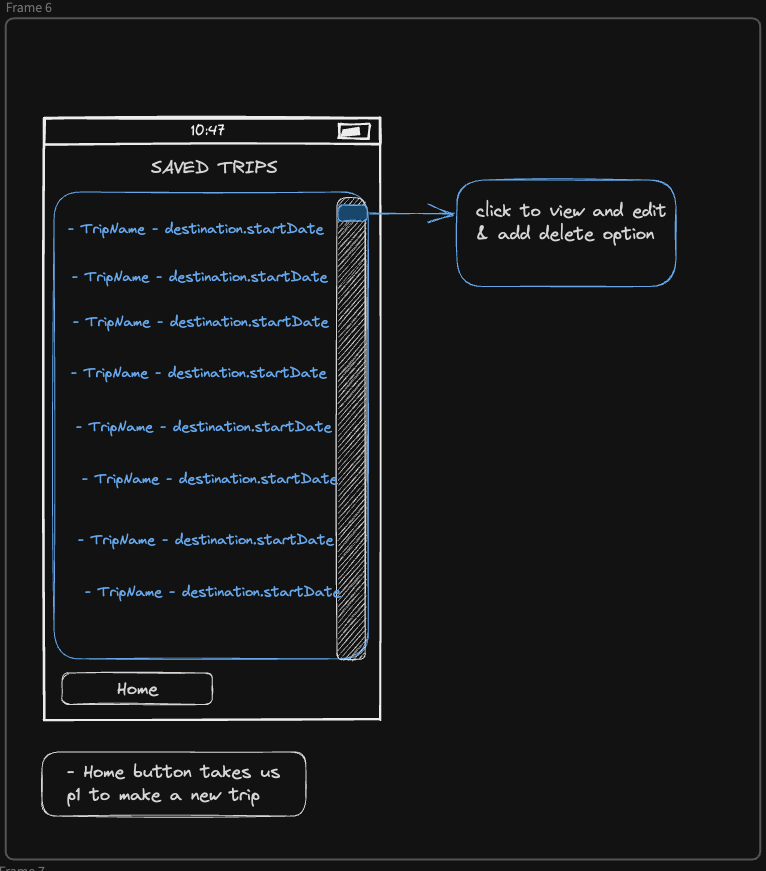 Frame 6
10:47
SAVED TRIPS
- TripName - destination.startDate
- TripName - destination.startDate
- TripName - destination.startDate
- TripName - destination.startDate
- TripName - destination.startDate
- TripName - destination.startDate
- TripName - destination.startDate
- TripName - destination.startDate
click to view and edit
& add delete option
Home
- Home button takes us
p1 to make a new trip
Frame 7